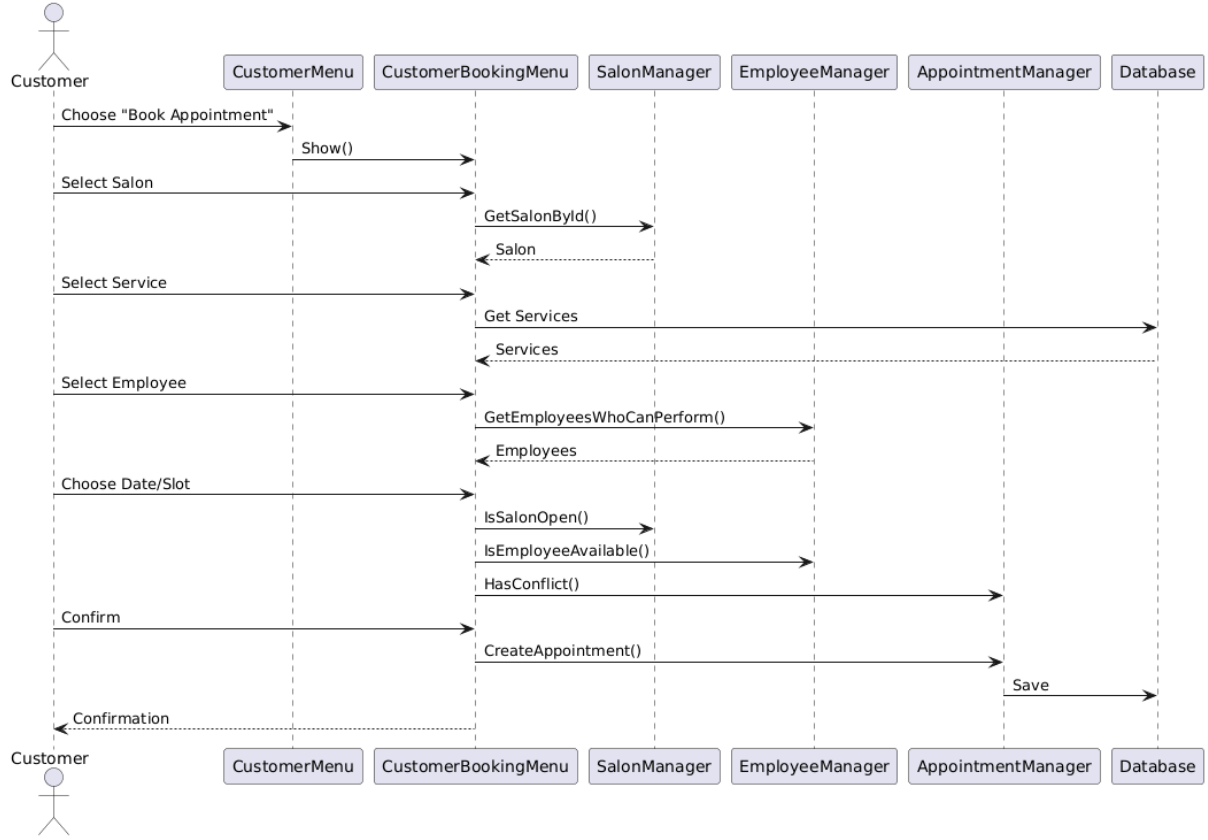 Customer
CustomerMenu
CustomerBookingMenu
SalonManager
EmployeeManager
AppointmentManager
Database
Choose "Book Appointment"
Show()
Select Salon
GetSalonById()
Salon
Select Service
Get Services
Services
Select Employee
GetEmployeesWhoCanPerform()
Employees
Choose Date/Slot
IsSalonOpen()
IsEmployeeAvailable()
HasConflict()
Confirm
CreateAppointment()
Save
Confirmation
Customer
CustomerMenu
CustomerBookingMenu
SalonManager
EmployeeManager
AppointmentManager
Database